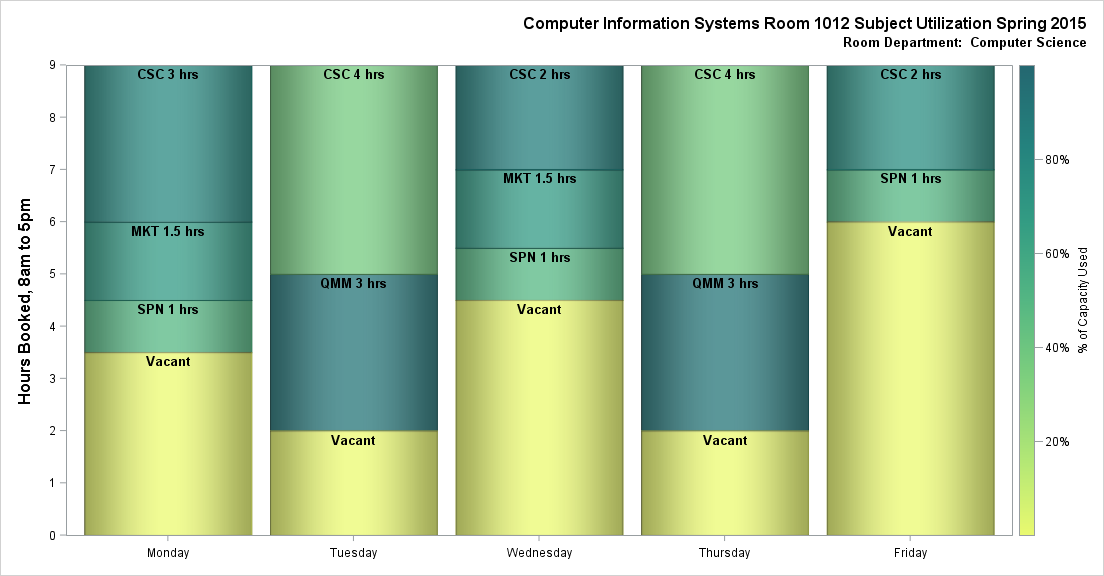 Computer Information Systems Room 1012 Subject Utilization Spring 2015
Room Department:  Computer Science
Hours Booked, 8am to 5pm
9
8
7
6
5
4
3
2
1
0
CSC 3 hrs
MKT 1.5 hrs
SPN 1 hrs
Vacant
Monday
CSC 4 hrs
QMM 3 hrs
Vacant
Tuesday
CSC 2 hrs
MKT 1.5 hrs
SPN 1 hrs
Vacant
Wednesday
CSC 4 hrs
QMM 3 hrs
Vacant
Thursday
CSC 2 hrs
SPN 1 hrs
Vacant
Friday
80%
60%
40%
20%
% of Capacity Used